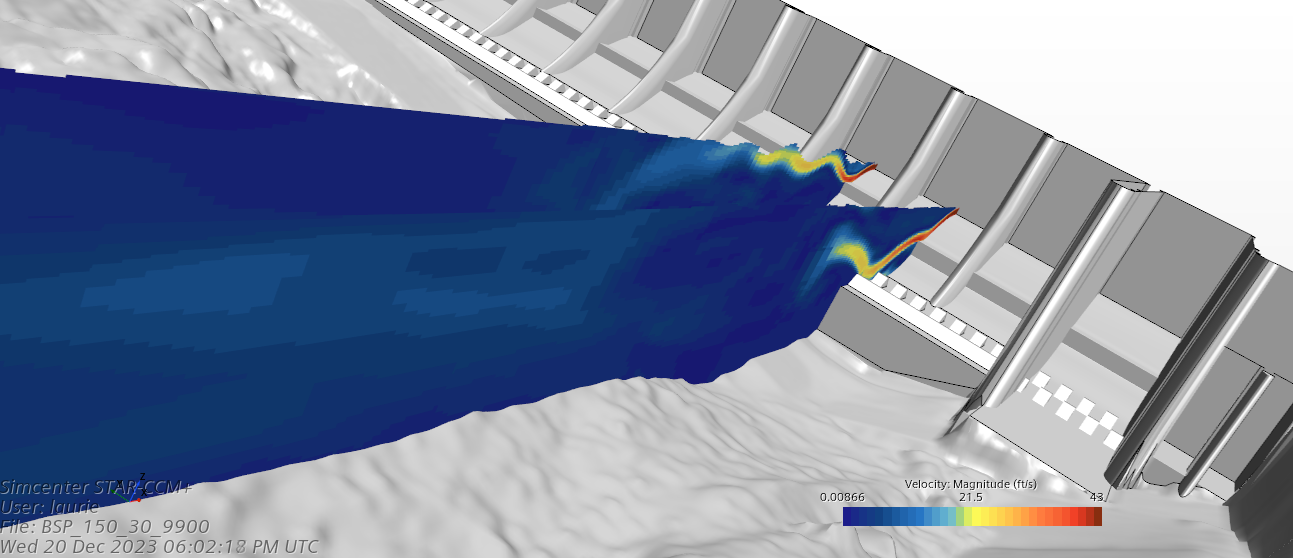 Velocity: Magnitude (ft/s)
0.00866 21.5 43
Z
Simcenter STAR-CCM+
User: laurie
File: BSP_150_30_9900
Wed 20 Dec 2023 06:02:18 PM UTC